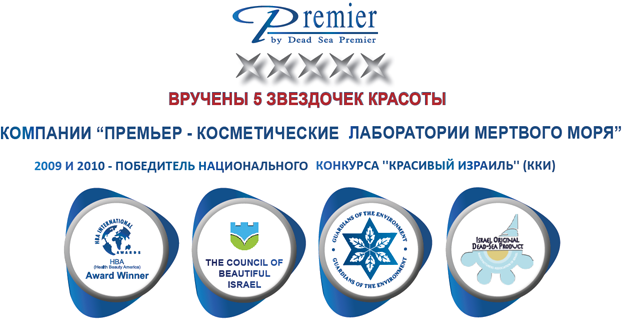 Premier
by Dead Sea Premier
ВРУЧЕНЫ 5 ЗВЕЗДОЧЕК КРАСОТЫ
КОМПАНИИ “ПРЕМЬЕР - КОСМЕТИЧЕСКИЕ ЛАБОРАТОРИИ МЕРТВОГО МОРЯ”
2009 И 2010 - ПОБЕДИТЕЛЬ НАЦИОНАЛЬНОГО КОНКУРСА "КРАСИВЫЙ ИЗРАИЛЬ" (ККИ)
HBA INTERNATIONAL
AWARDS
HBA
(Health Beauty America)
Award Winner
THE COUNCIL OF
BEAUTIFUL
ISRAEL
GUARDIANS OF THE ENVIRONMENT
GUARDIANS OF THE ENVIRONMENT
ISRAEL ORIGINAL
DEAD-SEA PRODUCT